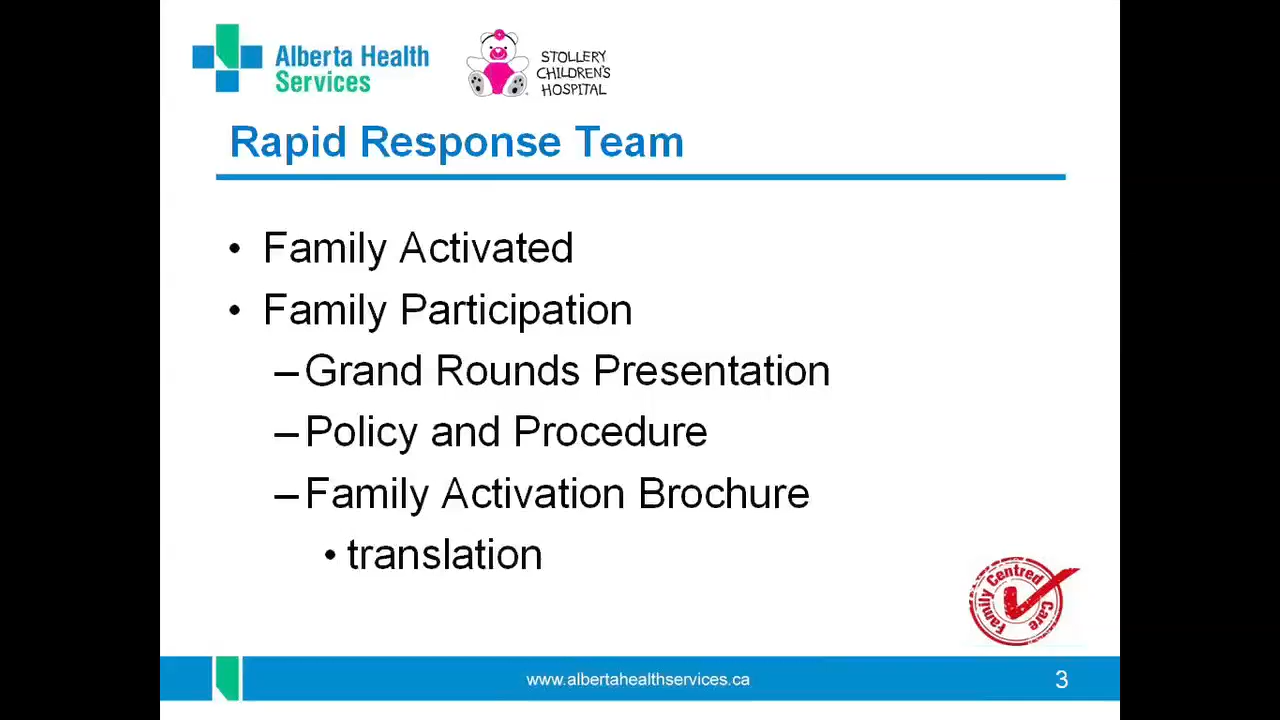 Alberta Health
Services
STOLLERY
CHILDREN'S
HOSPITAL
Rapid Response Team
• Family Activated
• Family Participation
–Grand Rounds Presentation
–Policy and Procedure
–Family Activation Brochure
• translation
Family Centred Care
www.albertahealthservices.ca
3